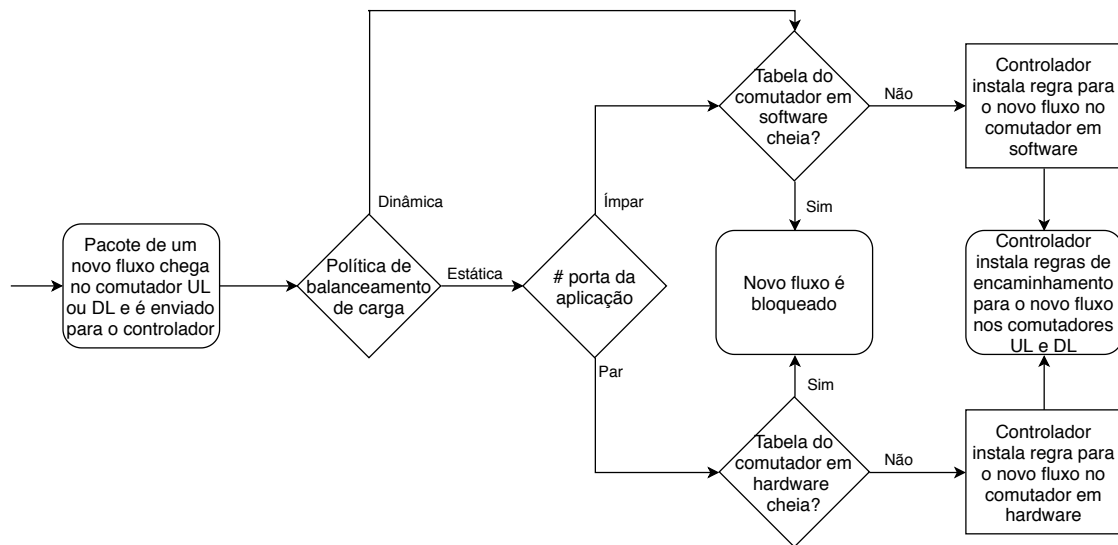 Pacote de um
novo fluxo chega
no comutador UL
ou DL e é enviado
para o controlador
Política de
balanceamento
de carga
Dinâmica
Estática
# porta da
aplicação
Ímpar
Par
Tabela do
comutador em
software
cheia?
Não
Sim
Controlador
instala regra para
o novo fluxo no
comutador em
software
Novo fluxo é
bloqueado
Controlador
instala regras de
encaminhamento
para o novo fluxo
nos comutadores
UL e DL
Sim
Tabela do
comutador em
hardware
cheia?
Não
Controlador
instala regra para
o novo fluxo no
comutador em
hardware